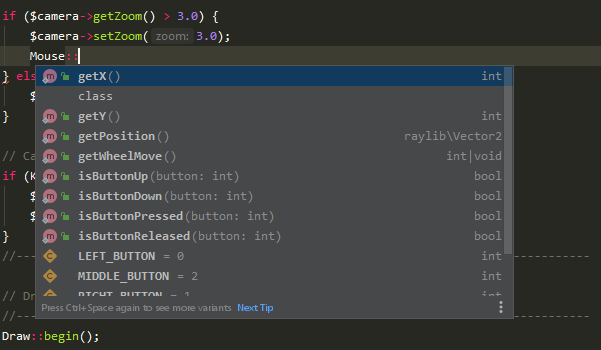 if ($camera->getZoom() > 3.0) {
$camera->setZoom( zoom: 3.0);
Mouse::
} els
m getX() int
class
$
m getY() int
}
m getPosition() raylib\Vector2
// Ca
m getWheelMove() int|void
if (K
m isButtonUp(button: int) bool
$
m isButtonDown(button: int) bool
$
m isButtonPressed(button: int) bool
}
m isButtonReleased(button: int) bool
//---
C LEFT_BUTTON = 0 int
C MIDDLE_BUTTON = 2 int
// Dr
RIGHT_BUTTON = 1 int
Press Ctrl+Space again to see more variants Next Tip
//---
Draw::begin();